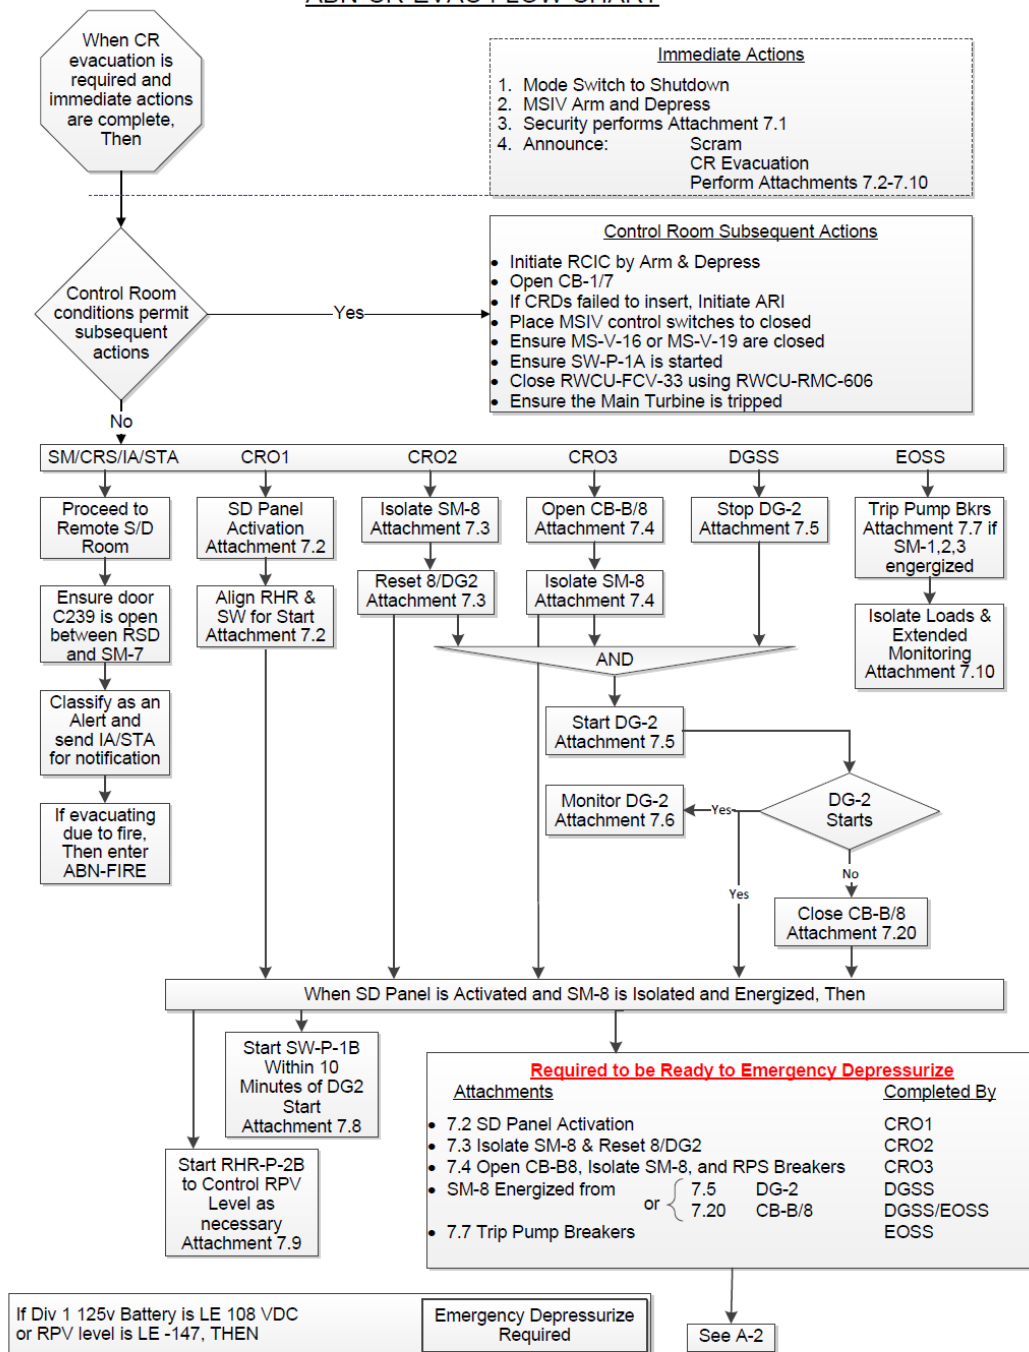 ABN-CR-EVAC FLOW CHART
When CR
evacuation is
required and
immediate actions
are complete,
Then
Immediate Actions
1. Mode Switch to Shutdown
2. MSIV Arm and Depress
3. Security performs Attachment 7.1
4. Announce: Scram
CR Evacuation
Perform Attachments 7.2-7.10
Control Room
conditions permit
subsequent
actions
Yes
No
Control Room Subsequent Actions
• Initiate RCIC by Arm & Depress
• Open CB-1/7
• If CRDs failed to insert, Initiate ARI
• Place MSIV control switches to closed
• Ensure MS-V-16 or MS-V-19 are closed
• Ensure SW-P-1A is started
• Close RWCU-FCV-33 using RWCU-RMC-606
• Ensure the Main Turbine is tripped
SM/CRS/IA/STA CRO1 CRO2 CRO3 DGSS EOSS
Proceed to
Remote S/D
Room
Ensure door
C239 is open
between RSD
and SM-7
Classify as an
Alert and
send IA/STA
for notification
If evacuating
due to fire,
Then enter
ABN-FIRE
SD Panel
Activation
Attachment 7.2
Align RHR &
SW for Start
Attachment 7.2
Isolate SM-8
Attachment 7.3
Reset 8/DG2
Attachment 7.3
Open CB-B/8
Attachment 7.4
Isolate SM-8
Attachment 7.4
Stop DG-2
Attachment 7.5
Trip Pump Bkrs
Attachment 7.7 if
SM-1,2,3
engergized
Isolate Loads &
Extended
Monitoring
Attachment 7.10
AND
Start DG-2
Attachment 7.5
DG-2
Starts
Yes
Monitor DG-2
Attachment 7.6
Yes
No
Close CB-B/8
Attachment 7.20
When SD Panel is Activated and SM-8 is Isolated and Energized, Then
Start SW-P-1B
Within 10
Minutes of DG2
Start
Attachment 7.8
Start RHR-P-2B
to Control RPV
Level as
necessary
Attachment 7.9
Required to be Ready to Emergency Depressurize
Attachments Completed By
• 7.2 SD Panel Activation CRO1
• 7.3 Isolate SM-8 & Reset 8/DG2 CRO2
• 7.4 Open CB-B8, Isolate SM-8, and RPS Breakers CRO3
• SM-8 Energized from or { 7.5 DG-2 DGSS
7.20 CB-B/8 DGSS/EOSS
• 7.7 Trip Pump Breakers EOSS
If Div 1 125v Battery is LE 108 VDC
or RPV level is LE -147, THEN
Emergency Depressurize
Required
See A-2